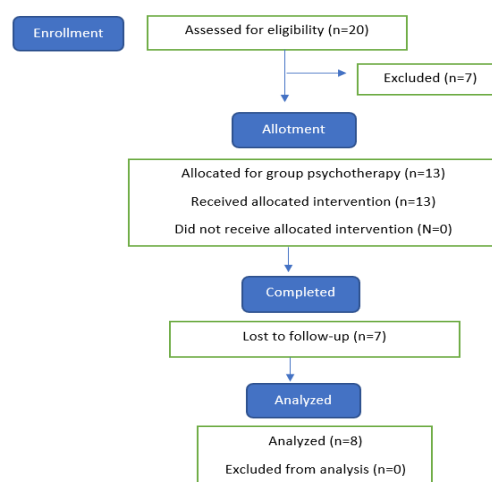 Enrollment
Assessed for eligibility (n=20)
Excluded (n=7)
Allotment
Allocated for group psychotherapy (n=13)
Received allocated intervention (n=13)
Did not receive allocated intervention (N=0)
Completed
Lost to follow-up (n=7)
Analyzed
Analyzed (n=8)
Excluded from analysis (n=0)